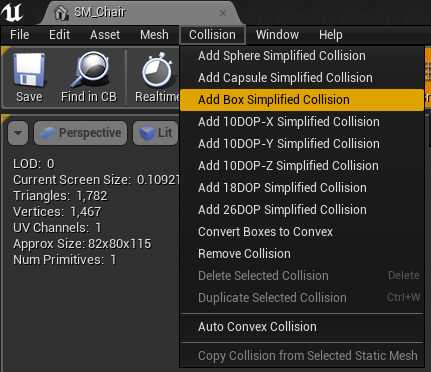 SM_Chair
File Edit Asset Mesh Collision Window Help
Save Find in CB Realtime
Add Sphere Simplified Collision
Add Capsule Simplified Collision
Add Box Simplified Collision
Add 10DOP-X Simplified Collision
Add 10DOP-Y Simplified Collision
Add 10DOP-Z Simplified Collision
Add 18DOP Simplified Collision
Add 26DOP Simplified Collision
Convert Boxes to Convex
Remove Collision
Delete Selected Collision Delete
Duplicate Selected Collision Ctrl+W
Auto Convex Collision
Copy Collision from Selected Static Mesh
Perspective Lit
LOD: 0
Current Screen Size: 0.10921
Triangles: 1,782
Vertices: 1,467
UV Channels: 1
Approx Size: 82x80x115
Num Primitives: 1